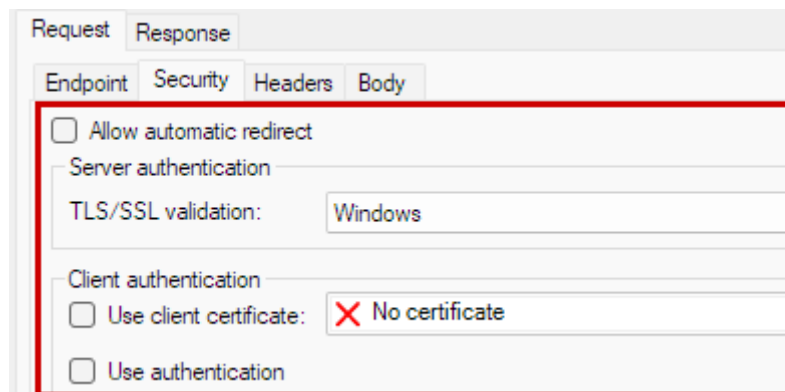 Request Response
Endpoint Security Headers Body
Allow automatic redirect
Server authentication
TLS/SSL validation: Windows
Client authentication
Use client certificate: No certificate
Use authentication